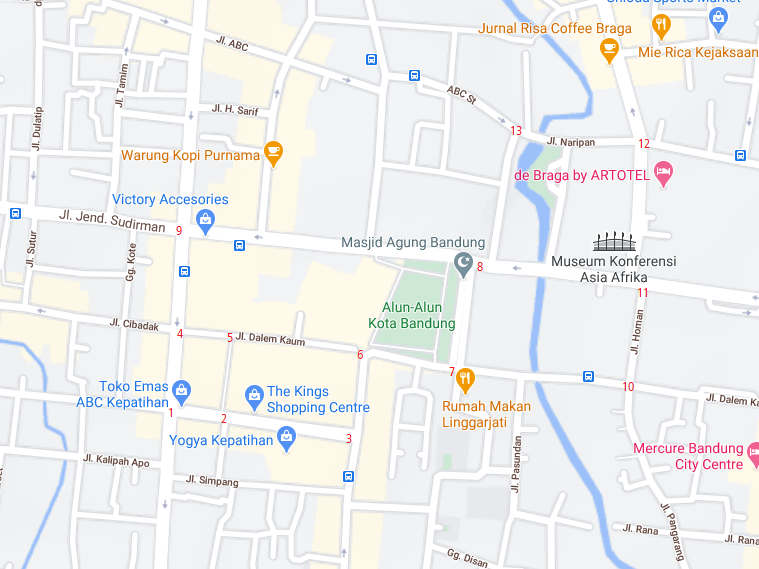 Jurnal Risa Coffee Braga
Mie Rica Kejaksaan
Jl. ABC
Jl. Tamim
Jl. Dulatip
Jl. H. Sarif
ABC St
13
Jl. Naripan
12
Warung Kopi Purnama
de Braga by ARTOTEL
Victory Accesories
Jl. Jend. Sudirman
9
Masjid Agung Bandung
8
Museum Konferensi
Asia Afrika
11
Jl. Sutur
Gg. Kote
Alun-Alun
Kota Bandung
Jl. Homan
Jl. Cibadak
4
5
Jl. Dalem Kaum
6
7
10
Jl. Dalem Ka
Toko Emas
ABC Kepatihan
1
2
The Kings
Shopping Centre
Rumah Makan
Linggarjati
Yogya Kepatihan
3
Mercure Bandung
City Centre
Jl. Kalipah Apo
Jl. Simpang
Jl. Pasundan
Jl. Pangarang
Jl. Rana
Jl. Rana
Gg. Disan